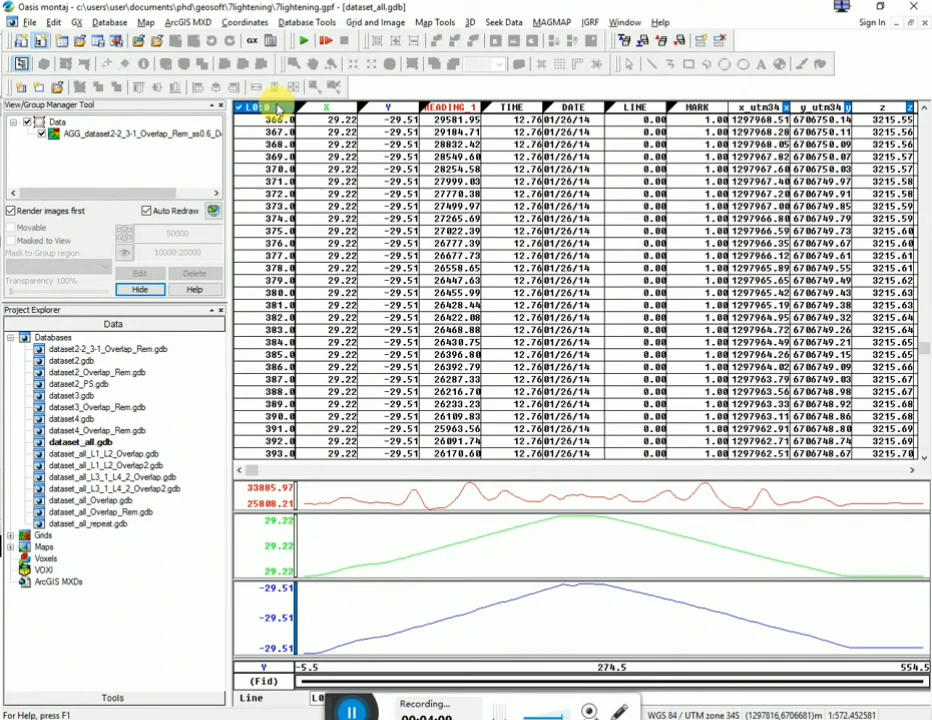 Oasis montaj - c:\users\user\documents\phd\geosoft\7lightening\7lightening.gpf - [dataset_all.gdb]
File Edit GX Database Map ArcGIS MXD Coordinates Database Tools Grid and Image Map Tools 3D Seek Data MAGMAP IGRF Window Help Sign In
GX
View/Group Manager Tool
Data
AGG_dataset2-2_3-1_Overlap_Rem_ss0.6_D
Render images first Auto Redraw
Movable 50000
Masked to View
Mask to Group region 10000:20000
Edit Delete
Transparency 100%
Hide Help
Project Explorer
Data
Databases
dataset2-2_3-1_Overlap_Rem.gdb
dataset2.gdb
dataset2_Overlap_Rem.gdb
dataset2_PS.gdb
dataset3.gdb
dataset3_Overlap_Rem.gdb
dataset4.gdb
dataset4_Overlap_Rem.gdb
dataset_all.gdb
dataset_all_L1_L2_Overlap.gdb
dataset_all_L1_L2_Overlap2.gdb
dataset_all_L3_1_L4_2_Overlap.gdb
dataset_all_L3_1_L4_2_Overlap2.gdb
dataset_all_Overlap.gdb
dataset_all_Overlap_Rem.gdb
dataset_all_repeat.gdb
Grids
Maps
Voxels
VOXI
ArcGIS MXDs
Tools
L0:0 X Y READING_1 TIME DATE LINE MARK x_utm34 x y_utm34 y z z
366.0 29.22 -29.51 29581.95 12.76 01/26/14 0.00 1.00 1297968.51 6706750.14 3215.55
367.0 29.22 -29.51 29184.71 12.76 01/26/14 0.00 1.00 1297968.28 6706750.11 3215.56
368.0 29.22 -29.51 28832.42 12.76 01/26/14 0.00 1.00 1297968.05 6706750.09 3215.56
369.0 29.22 -29.51 28549.60 12.76 01/26/14 0.00 1.00 1297967.82 6706750.07 3215.56
370.0 29.22 -29.51 28254.58 12.76 01/26/14 0.00 1.00 1297967.60 6706750.03 3215.57
371.0 29.22 -29.51 27999.03 12.76 01/26/14 0.00 1.00 1297967.40 6706749.97 3215.58
372.0 29.22 -29.51 27770.38 12.76 01/26/14 0.00 1.00 1297967.20 6706749.91 3215.58
373.0 29.22 -29.51 27499.97 12.76 01/26/14 0.00 1.00 1297967.00 6706749.85 3215.59
374.0 29.22 -29.51 27265.69 12.76 01/26/14 0.00 1.00 1297966.80 6706749.79 3215.59
375.0 29.22 -29.51 27022.39 12.76 01/26/14 0.00 1.00 1297966.59 6706749.73 3215.60
376.0 29.22 -29.51 26777.39 12.76 01/26/14 0.00 1.00 1297966.35 6706749.67 3215.60
377.0 29.22 -29.51 26677.73 12.76 01/26/14 0.00 1.00 1297966.12 6706749.61 3215.61
378.0 29.22 -29.51 26558.65 12.76 01/26/14 0.00 1.00 1297965.89 6706749.55 3215.61
379.0 29.22 -29.51 26447.63 12.76 01/26/14 0.00 1.00 1297965.65 6706749.49 3215.62
380.0 29.22 -29.51 26455.99 12.76 01/26/14 0.00 1.00 1297965.42 6706749.43 3215.63
381.0 29.22 -29.51 26428.44 12.76 01/26/14 0.00 1.00 1297965.19 6706749.38 3215.63
382.0 29.22 -29.51 26422.08 12.76 01/26/14 0.00 1.00 1297964.95 6706749.32 3215.64
383.0 29.22 -29.51 26468.88 12.76 01/26/14 0.00 1.00 1297964.72 6706749.26 3215.64
384.0 29.22 -29.51 26430.75 12.76 01/26/14 0.00 1.00 1297964.49 6706749.21 3215.65
385.0 29.22 -29.51 26396.80 12.76 01/26/14 0.00 1.00 1297964.26 6706749.15 3215.65
386.0 29.22 -29.51 26392.79 12.76 01/26/14 0.00 1.00 1297964.02 6706749.09 3215.66
387.0 29.22 -29.51 26287.33 12.76 01/26/14 0.00 1.00 1297963.79 6706749.03 3215.67
388.0 29.22 -29.51 26216.70 12.76 01/26/14 0.00 1.00 1297963.56 6706748.98 3215.67
389.0 29.22 -29.51 26233.23 12.76 01/26/14 0.00 1.00 1297963.33 6706748.92 3215.68
390.0 29.22 -29.51 26109.83 12.76 01/26/14 0.00 1.00 1297963.11 6706748.86 3215.68
391.0 29.22 -29.51 25963.56 12.76 01/26/14 0.00 1.00 1297962.91 6706748.80 3215.69
392.0 29.22 -29.51 26091.74 12.76 01/26/14 0.00 1.00 1297962.71 6706748.74 3215.69
393.0 29.22 -29.51 26170.60 12.76 01/26/14 0.00 1.00 1297962.51 6706748.67 3215.70
33885.97
25808.21
29.22
29.22
29.22
-29.51
-29.51
-29.51
Y -5.5 274.5 554.5
(Fid)
Line
Recording...
00:04:09
For Help, press F1 WGS 84 / UTM zone 34S (1297816,6706681)m 1:572.452581